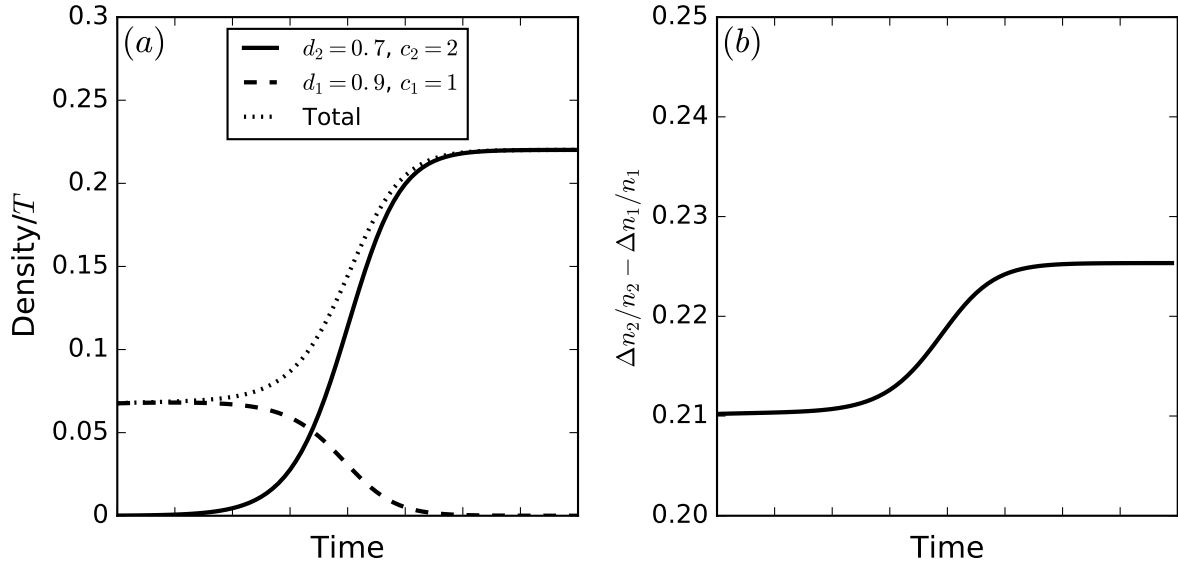 (a)
d₂ = 0.7, c₂ = 2
d₁ = 0.9, c₁ = 1
Total
0.3
0.25
0.2
0.15
0.1
0.05
0
Density/T
Time
(b)
0.25
0.24
0.23
0.22
0.21
0.20
Δn₂/n₂ − Δn₁/n₁
Time